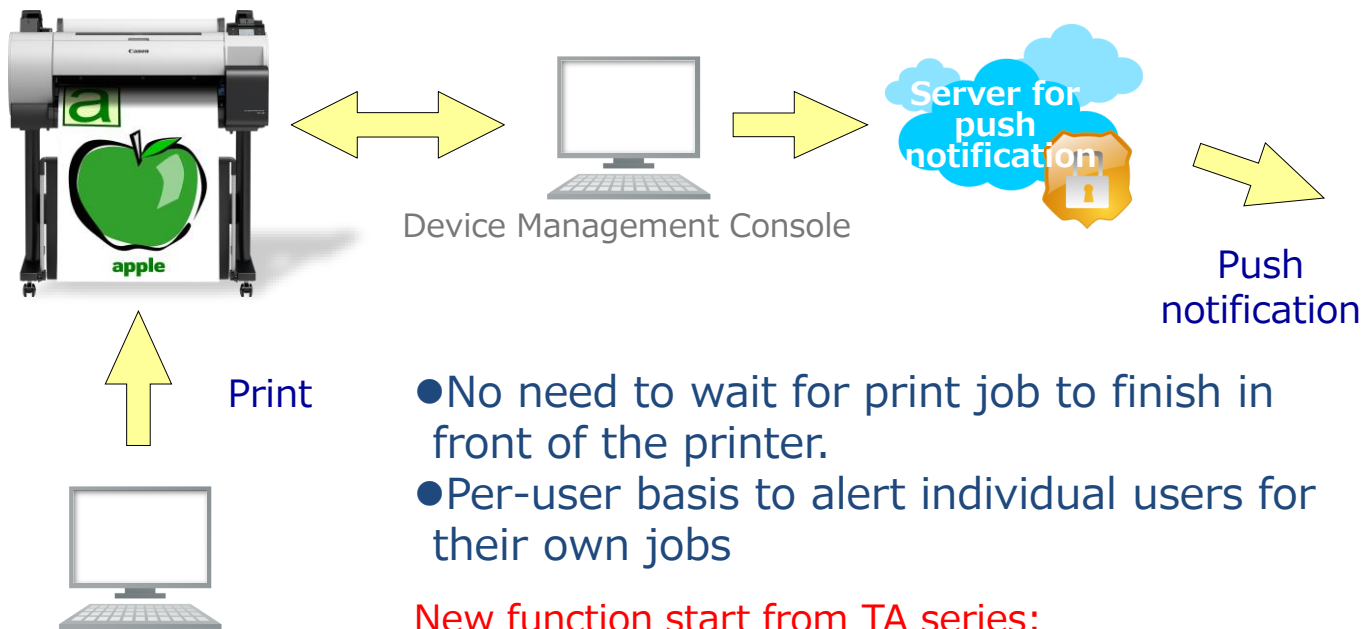 Canon
a
apple
Device Management Console
Server for
push
notification
Push
notification
Print
●No need to wait for print job to finish in
front of the printer.
●Per-user basis to alert individual users for
their own jobs
New function start from TA series: